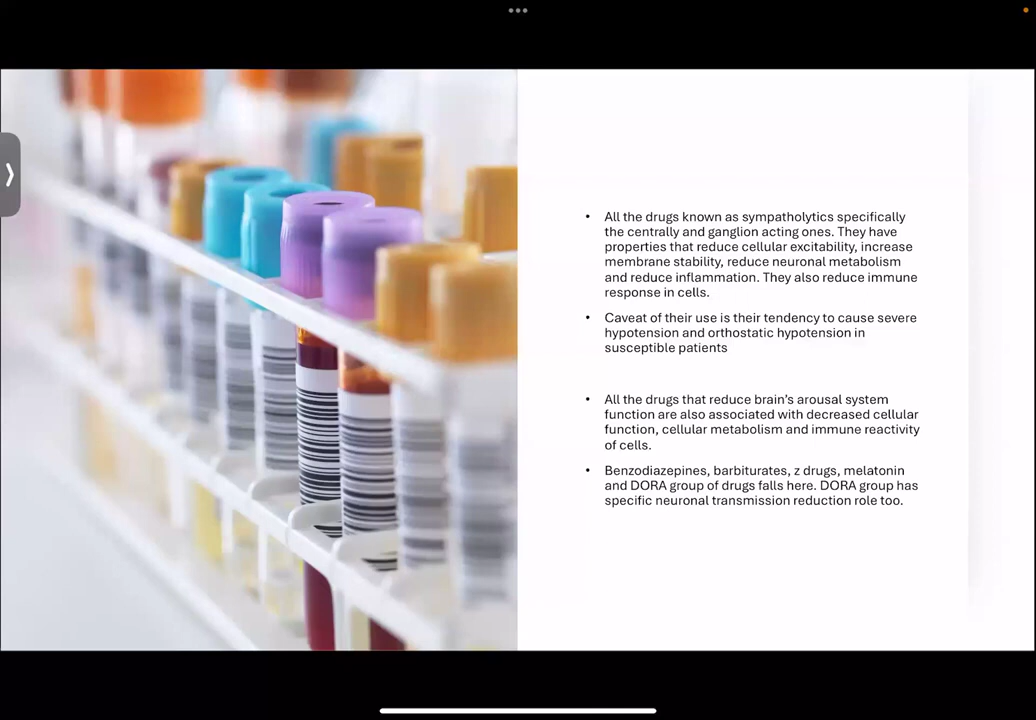 • All the drugs known as sympatholytics specifically
the centrally and ganglion acting ones. They have
properties that reduce cellular excitability, increase
membrane stability, reduce neuronal metabolism
and reduce inflammation. They also reduce immune
response in cells.
• Caveat of their use is their tendency to cause severe
hypotension and orthostatic hypotension in
susceptible patients
• All the drugs that reduce brain’s arousal system
function are also associated with decreased cellular
function, cellular metabolism and immune reactivity
of cells.
• Benzodiazepines, barbiturates, z drugs, melatonin
and DORA group of drugs falls here. DORA group has
specific neuronal transmission reduction role too.